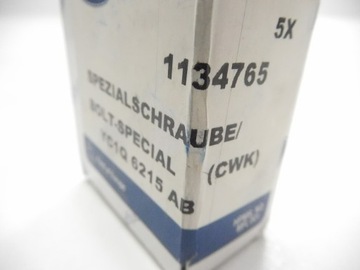 5X
1134765
SPEZIALSCHRAUBE/
BOLT-SPECIAL (CWK)
YC1Q 6215 AB